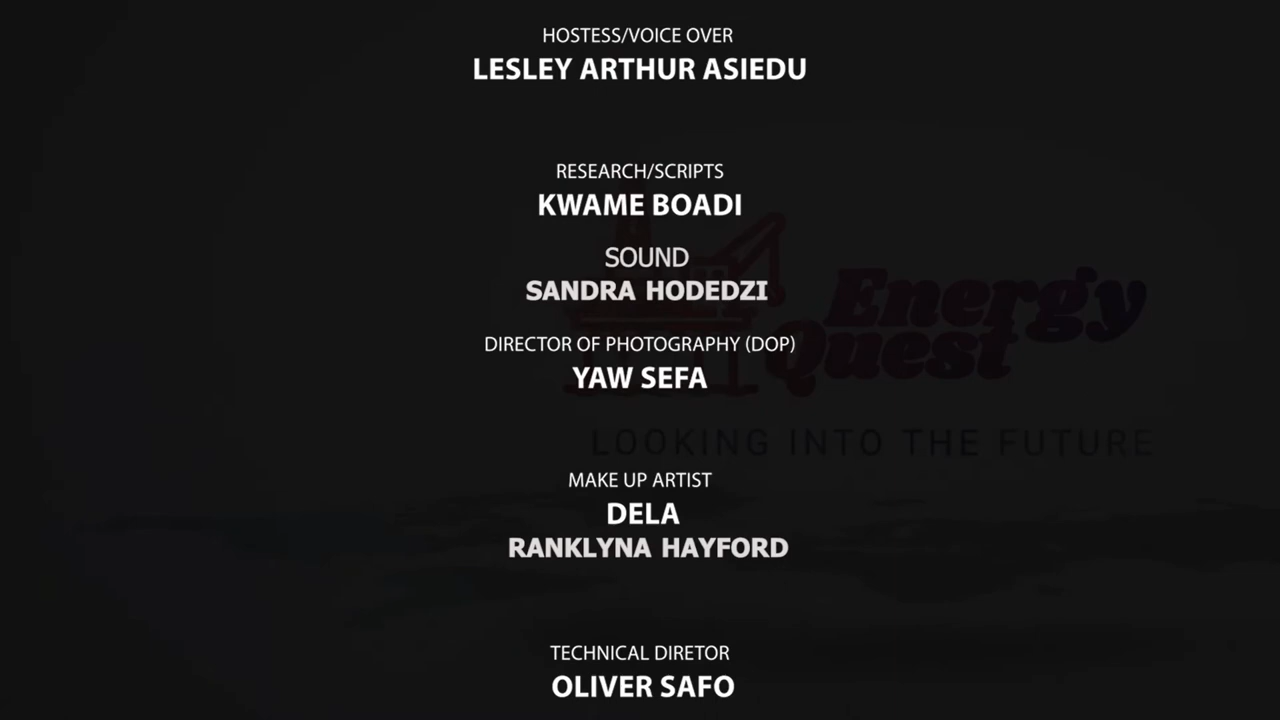 HOSTESS/VOICE OVER
LESLEY ARTHUR ASIEDU
RESEARCH/SCRIPTS
KWAME BOADI
SOUND
SANDRA HODEDZI
DIRECTOR OF PHOTOGRAPHY (DOP)
YAW SEFA
Energy
Quest
LOOKING INTO THE FUTURE
MAKE UP ARTIST
DELA
RANKLYNA HAYFORD
TECHNICAL DIRETOR
OLIVER SAFO